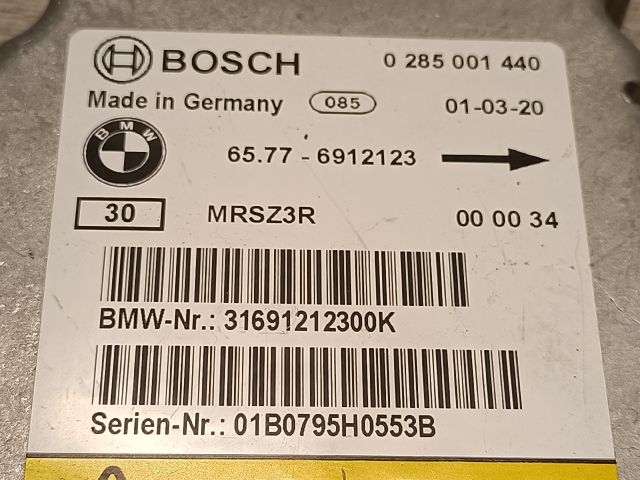 BOSCH 0 285 001 440
Made in Germany 085 01-03-20
BMW 65.77 - 6912123
30 MRSZ3R 00 00 34
BMW-Nr.: 31691212300K
Serien-Nr.: 01B0795H0553B